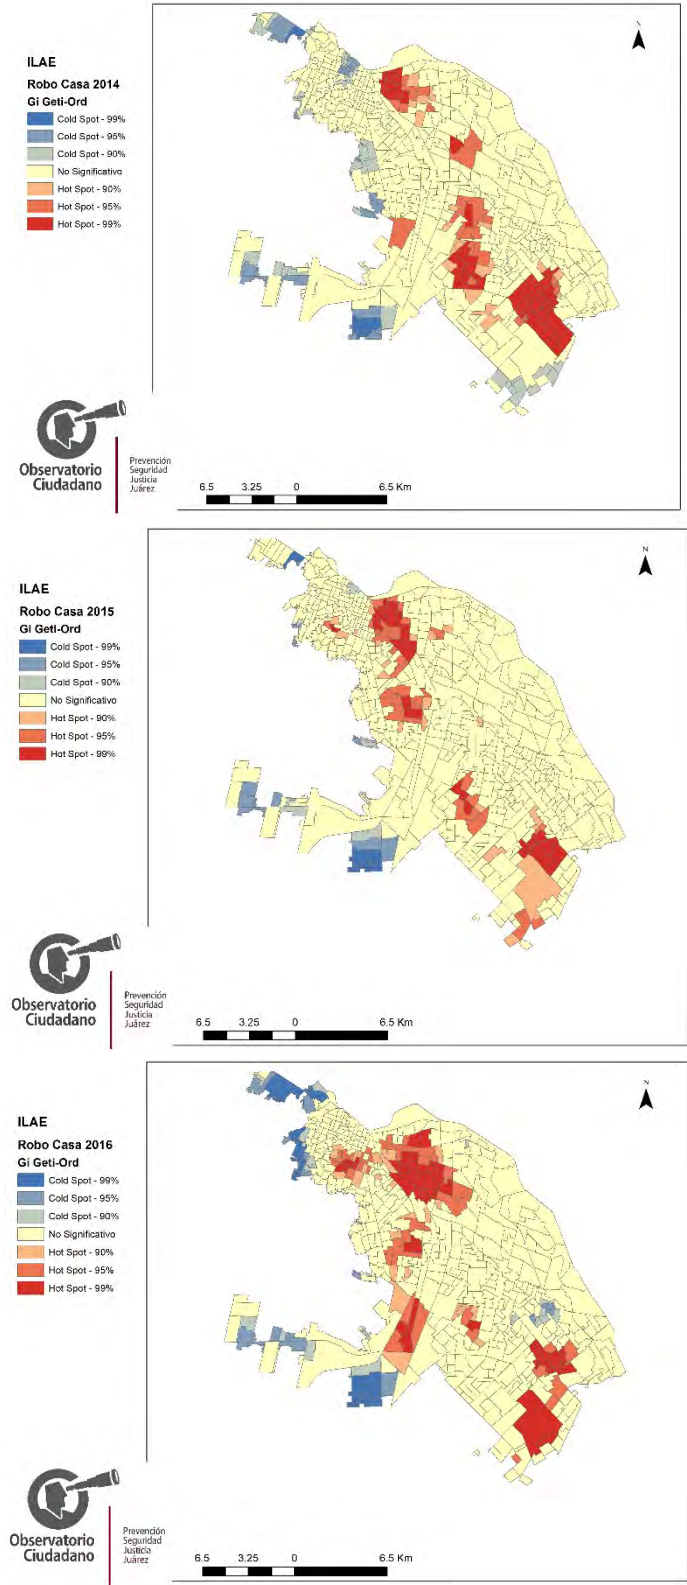 N
ILAE
Robo Casa 2014
Gi Geti-Ord
Cold Spot - 99%
Cold Spot - 95%
Cold Spot - 90%
No Significativo
Hot Spot - 90%
Hot Spot - 95%
Hot Spot - 99%
Observatorio
Ciudadano
Prevención
Seguridad
Justicia
Juárez
6.5 3.25 0 6.5 Km
N
ILAE
Robo Casa 2015
Gi Geti-Ord
Cold Spot - 99%
Cold Spot - 95%
Cold Spot - 90%
No Significativo
Hot Spot - 90%
Hot Spot - 95%
Hot Spot - 99%
Observatorio
Ciudadano
Prevención
Seguridad
Justicia
Juárez
6.5 3.25 0 6.5 Km
N
ILAE
Robo Casa 2016
Gi Geti-Ord
Cold Spot - 99%
Cold Spot - 95%
Cold Spot - 90%
No Significativo
Hot Spot - 90%
Hot Spot - 95%
Hot Spot - 99%
Observatorio
Ciudadano
Prevención
Seguridad
Justicia
Juárez
6.5 3.25 0 6.5 Km